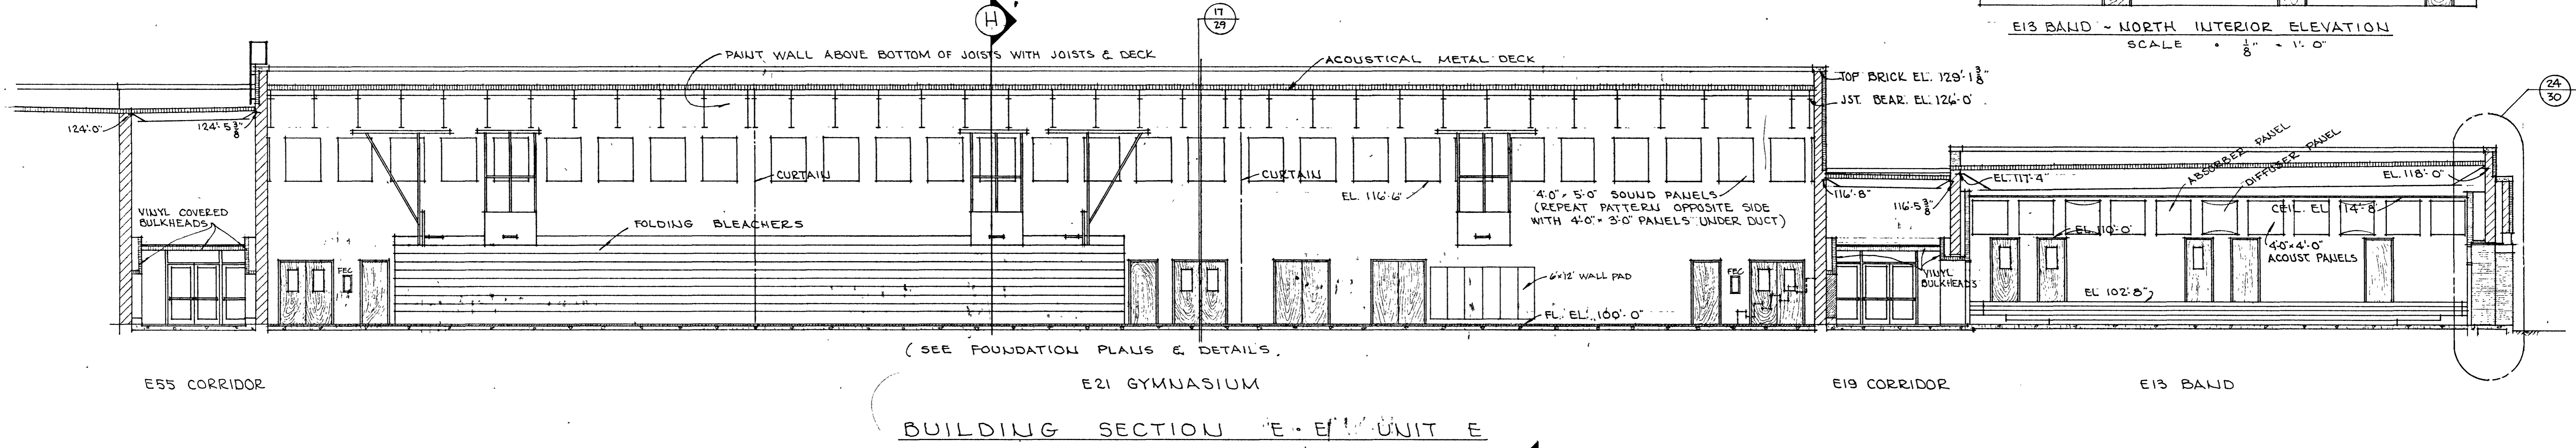 H
17
29
E13 BAND ~ NORTH INTERIOR ELEVATION
SCALE • 1/8" = 1'-0"
PAINT WALL ABOVE BOTTOM OF JOISTS WITH JOISTS & DECK
ACOUSTICAL METAL DECK
TOP BRICK EL. 129'-1 3/8"
JST. BEAR. EL. 126'-0"
24
30
124'-0"
124'-5 3/8"
ABSORBER PANEL
DIFFUSER PANEL
CURTAIN
CURTAIN
EL. 117'-4"
EL. 118'-0"
EL. 116'-6"
4'-0" × 5'-0" SOUND PANELS
(REPEAT PATTERN OPPOSITE SIDE
WITH 4'-0" × 3'-0" PANELS UNDER DUCT)
116'-8"
116'-5 3/8"
CEIL. EL. 114'-8"
VINYL COVERED
BULKHEADS
FOLDING BLEACHERS
EL. 110'-0"
4'-0" × 4'-0"
ACOUST PANELS
FEC
6'×12' WALL PAD
FEC
VINYL
BULKHEADS
EL. 102'-8"
FL. EL. 100'-0"
(SEE FOUNDATION PLANS & DETAILS.
E55 CORRIDOR
E21 GYMNASIUM
E19 CORRIDOR
E13 BAND
BUILDING SECTION E-E UNIT E